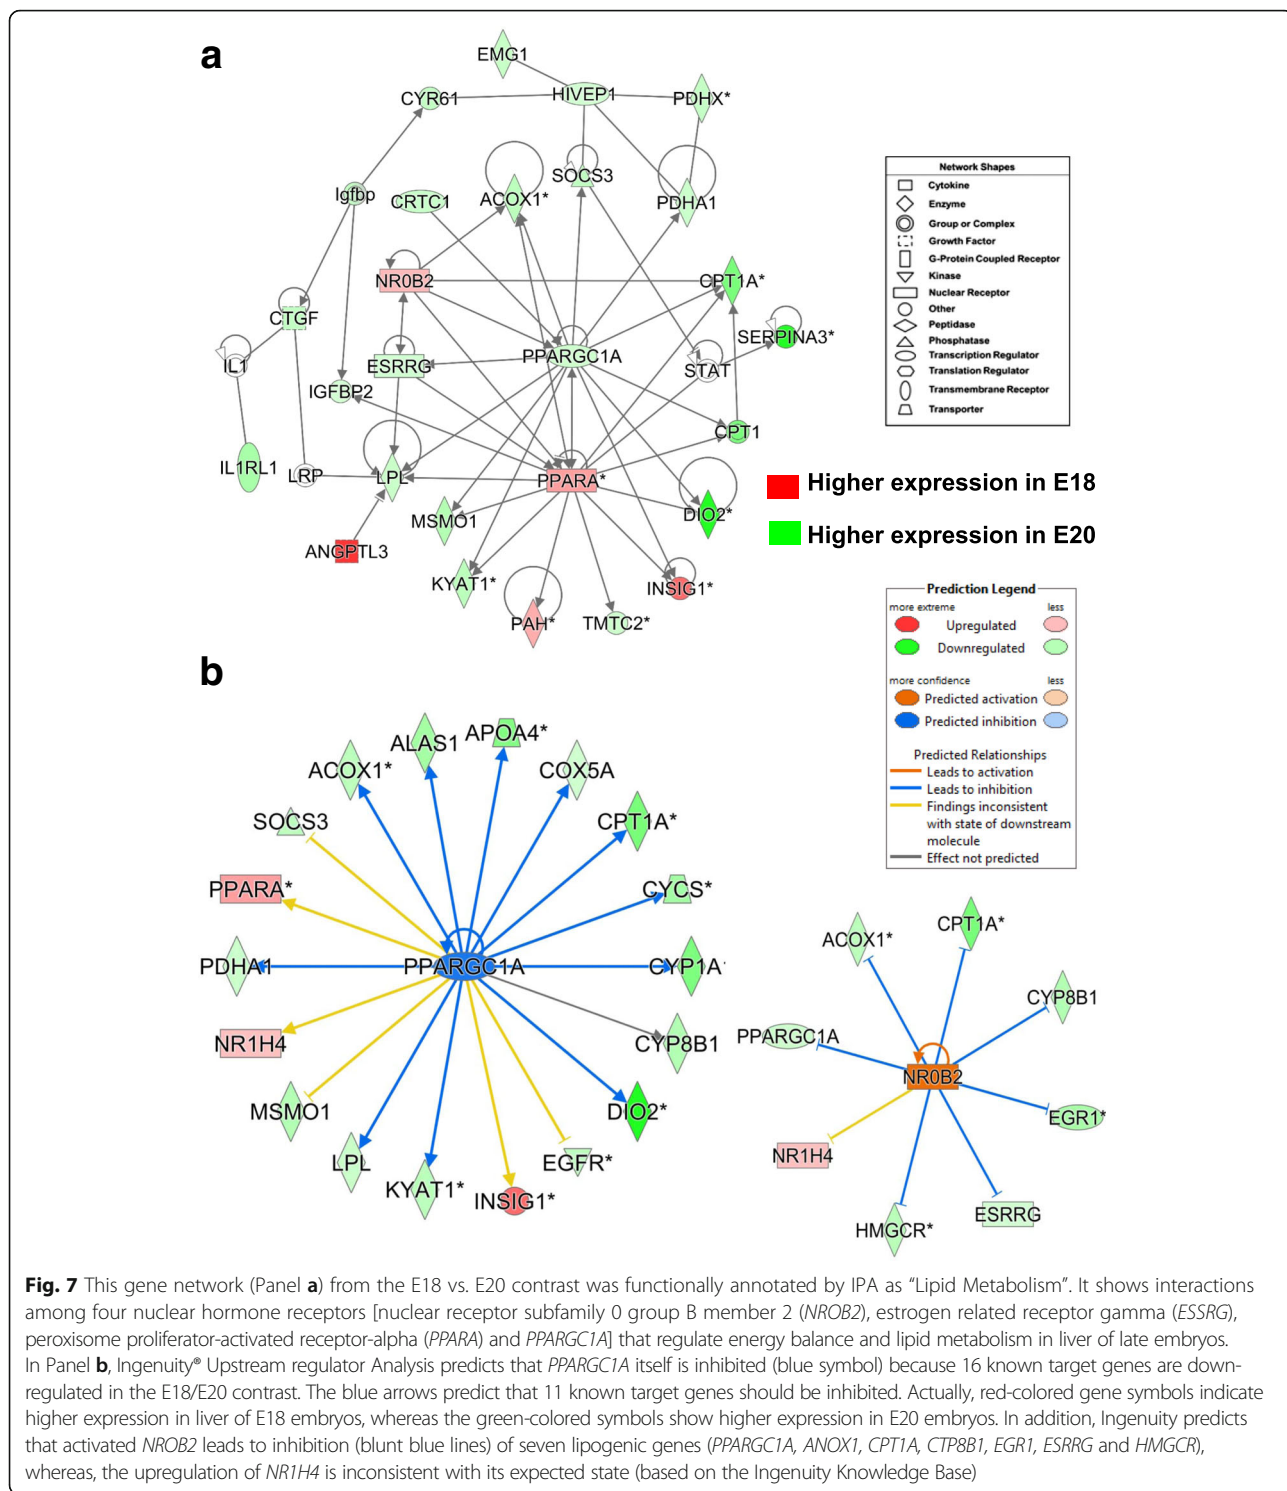 a
EMG1
CYR61
HIVEP1
PDHX*
Igfbp
CRTC1
ACOX1*
SOCS3
PDHA1
NR0B2
CPT1A*
CTGF
SERPINA3*
IL1
ESRRG
PPARGC1A
STAT
IGFBP2
CPT1
IL1RL1
LRP
LPL
PPARA*
MSMO1
DIO2*
ANGPTL3
KYAT1*
INSIG1*
PAH*
TMTC2*
Network Shapes
Cytokine
Enzyme
Group or Complex
Growth Factor
G-Protein Coupled Receptor
Kinase
Nuclear Receptor
Other
Peptidase
Phosphatase
Transcription Regulator
Translation Regulator
Transmembrane Receptor
Transporter
Higher expression in E18
Higher expression in E20
Prediction Legend
more extreme less
Upregulated
Downregulated
more confidence less
Predicted activation
Predicted inhibition
Predicted Relationships
Leads to activation
Leads to inhibition
Findings inconsistent
with state of downstream
molecule
Effect not predicted
b
ALAS1
APOA4*
ACOX1*
COX5A
SOCS3
CPT1A*
PPARA*
CYCS*
PDHA1
PPARGC1A
CYP1A
NR1H4
CYP8B1
MSMO1
DIO2*
LPL
EGFR*
KYAT1*
INSIG1*
CPT1A*
ACOX1*
CYP8B1
PPARGC1A
NR0B2
EGR1*
NR1H4
HMGCR*
ESRRG
Fig. 7 This gene network (Panel a) from the E18 vs. E20 contrast was functionally annotated by IPA as “Lipid Metabolism”. It shows interactions
among four nuclear hormone receptors [nuclear receptor subfamily 0 group B member 2 (NROB2), estrogen related receptor gamma (ESSRG),
peroxisome proliferator-activated receptor-alpha (PPARA) and PPARGC1A] that regulate energy balance and lipid metabolism in liver of late embryos.
In Panel b, Ingenuity® Upstream regulator Analysis predicts that PPARGC1A itself is inhibited (blue symbol) because 16 known target genes are down-
regulated in the E18/E20 contrast. The blue arrows predict that 11 known target genes should be inhibited. Actually, red-colored gene symbols indicate
higher expression in liver of E18 embryos, whereas the green-colored symbols show higher expression in E20 embryos. In addition, Ingenuity predicts
that activated NROB2 leads to inhibition (blunt blue lines) of seven lipogenic genes (PPARGC1A, ANOX1, CPT1A, CTP8B1, EGR1, ESRRG and HMGCR),
whereas, the upregulation of NR1H4 is inconsistent with its expected state (based on the Ingenuity Knowledge Base)